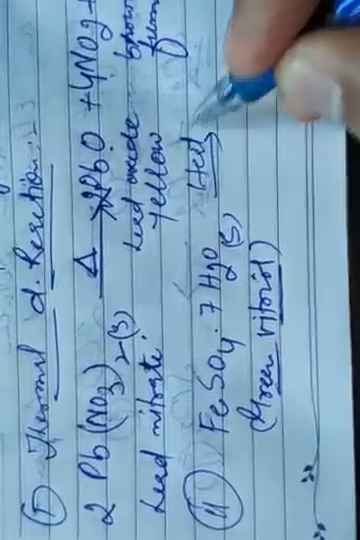 (I) Thermal d. Reaction:-
2 Pb(NO3)2(s) Δ→ 2PbO + 4NO2 +
Lead nitrate Lead oxide brown
yellow fum
(II) FeSO4. 7H2O(s) Heat
(Green vitriol)